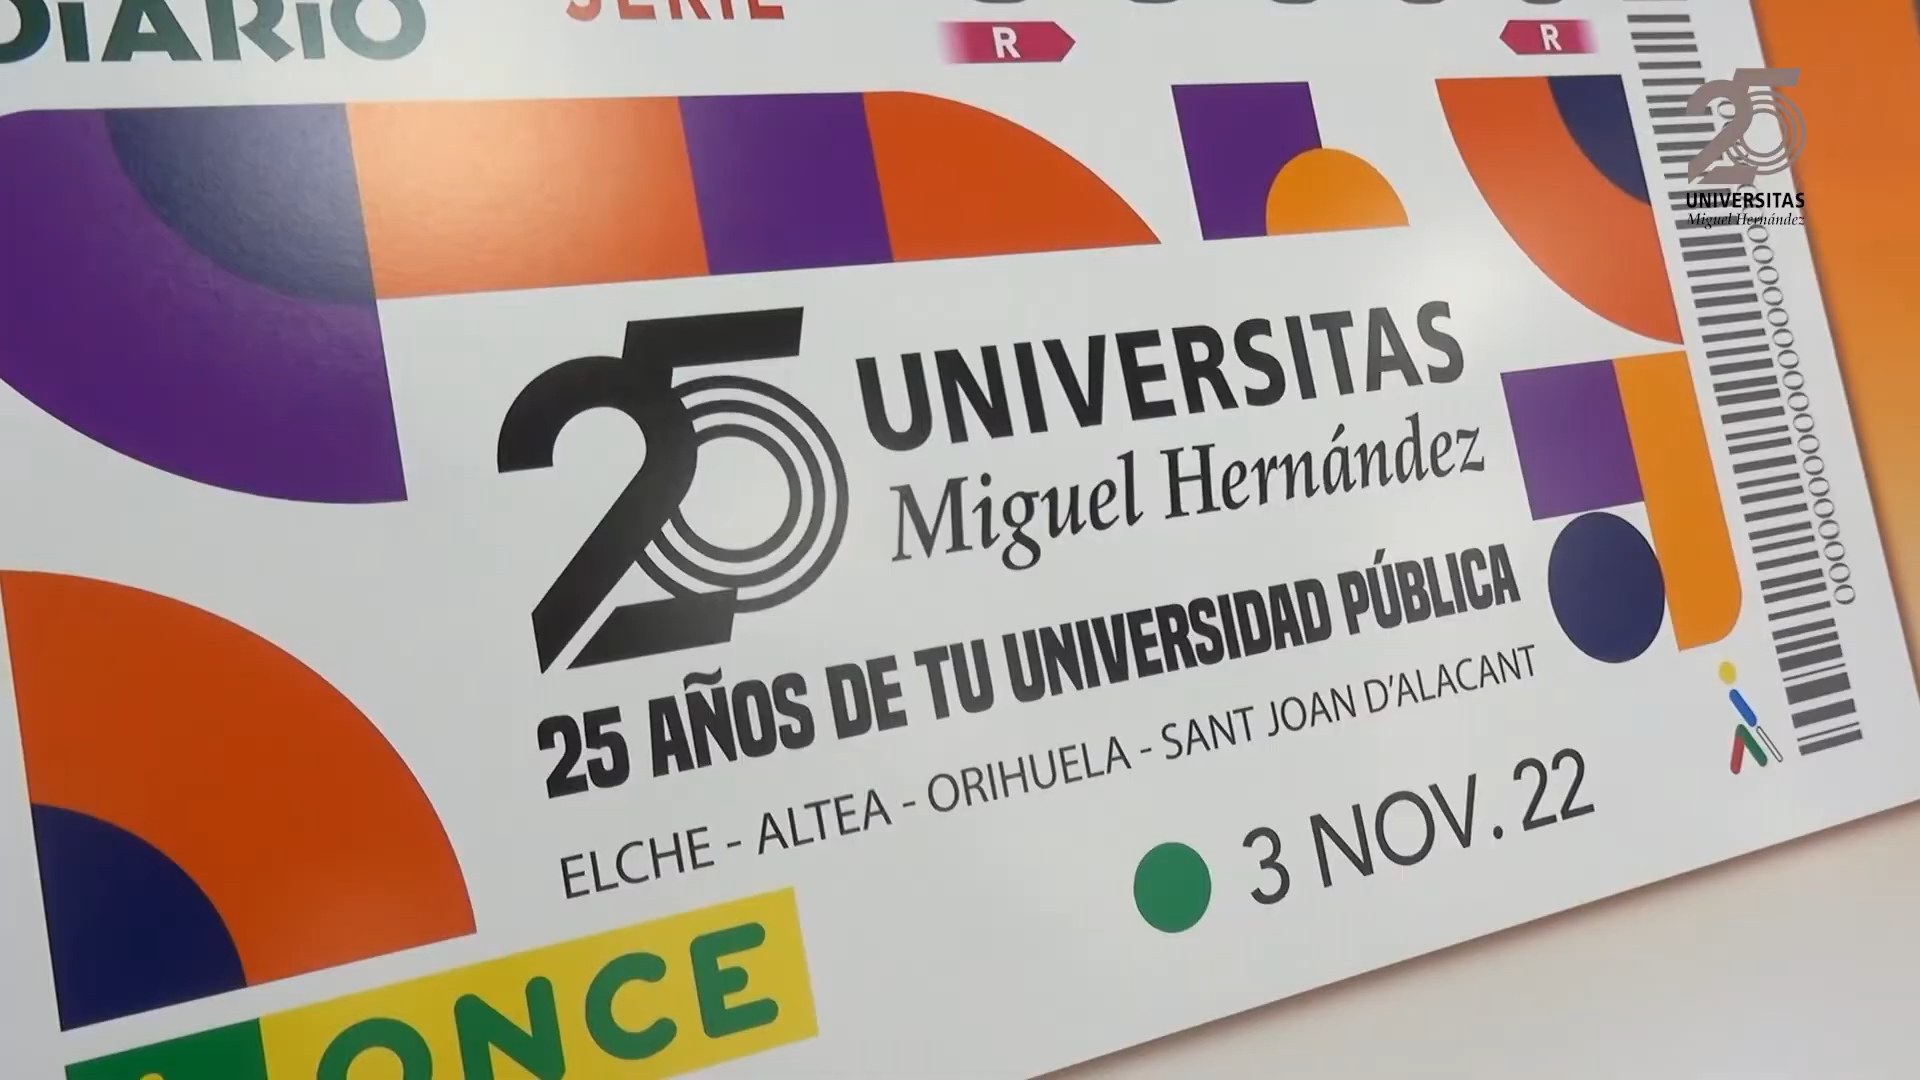 DIARIO
SERIE
R
R
25
UNIVERSITAS
Miguel Hernández
25
UNIVERSITAS
Miguel Hernández
25 AÑOS DE TU UNIVERSIDAD PÚBLICA
ELCHE - ALTEA - ORIHUELA - SANT JOAN D'ALACANT
3 NOV. 22
ONCE